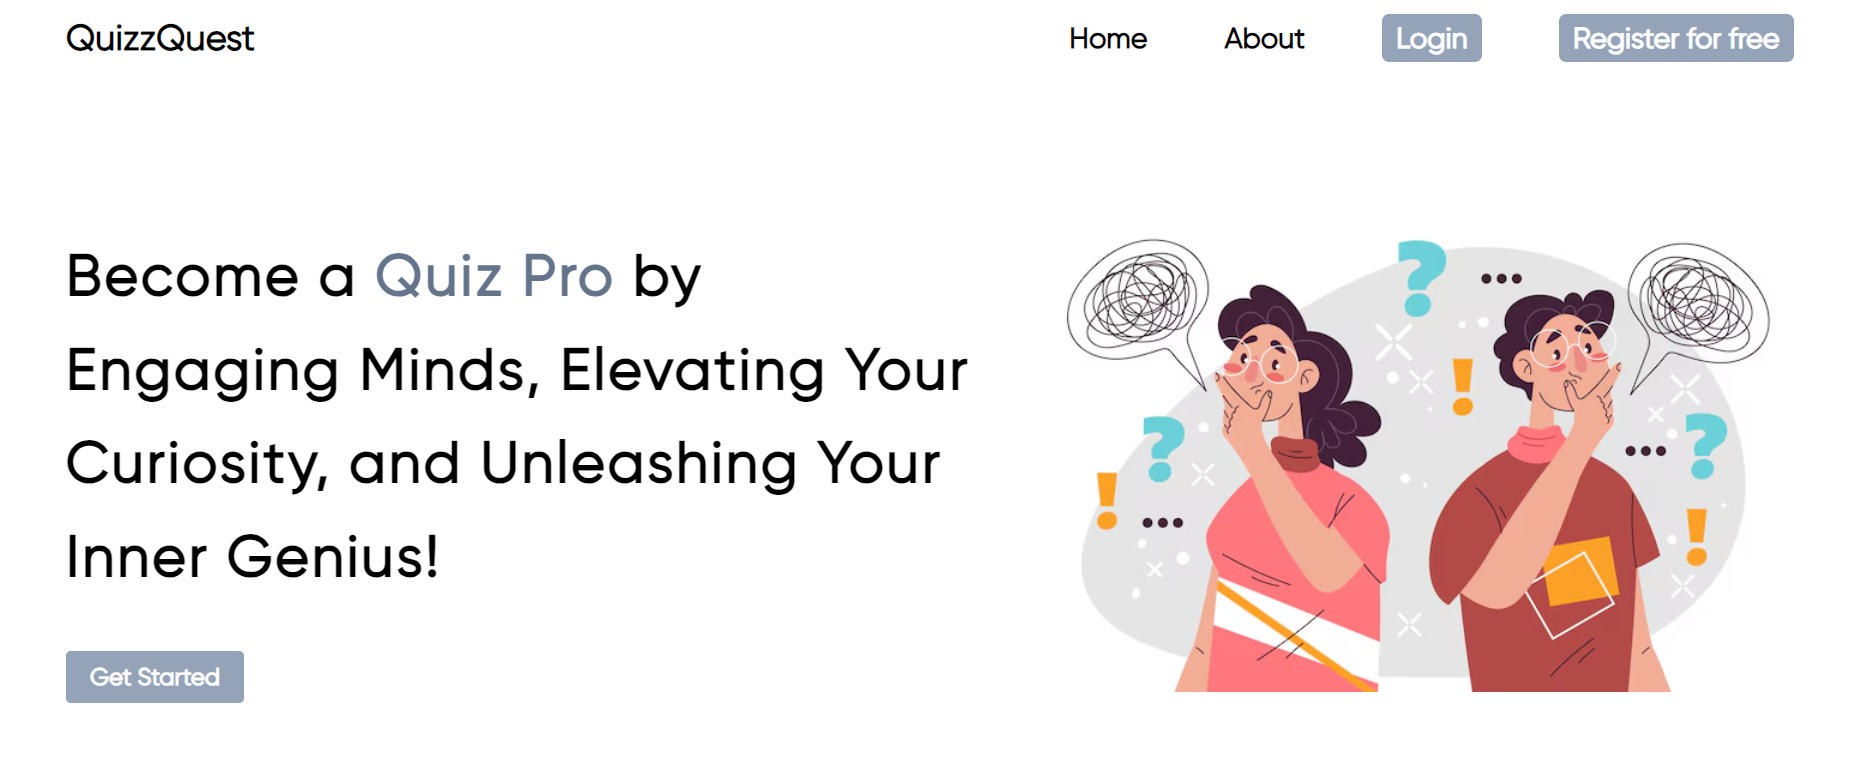 QuizzQuest
Home
About
Login
Register for free
Become a Quiz Pro by
Engaging Minds, Elevating Your
Curiosity, and Unleashing Your
Inner Genius!
Get Started
?
!
?
!
?
!